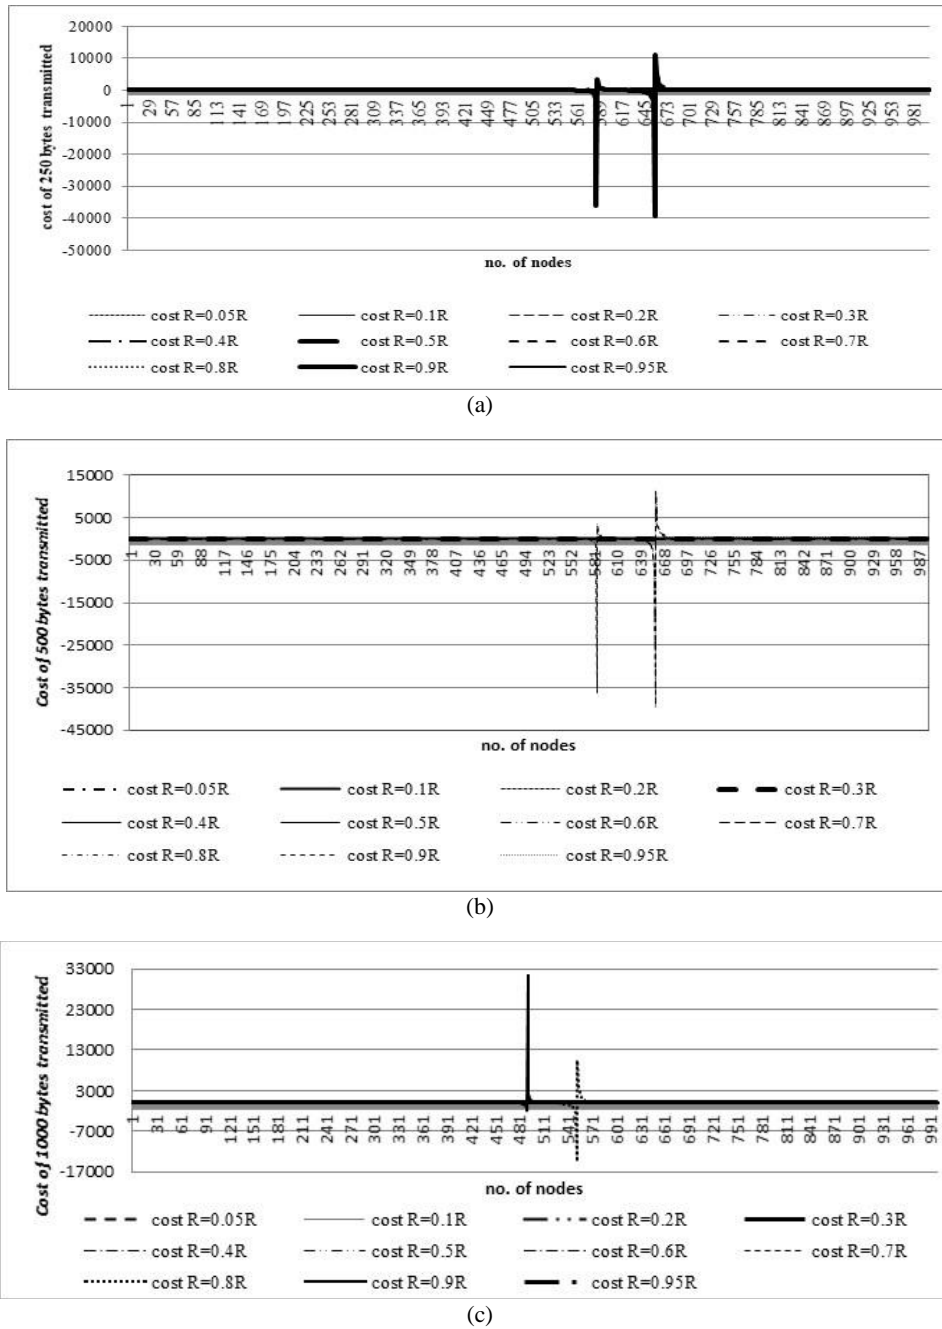 20000
10000
0
-10000
-20000
-30000
-40000
-50000
cost of 250 bytes transmitted
1 29 57 85 113 141 169 197 225 253 281 309 337 365 393 421 449 477 505 533 561 589 617 645 673 701 729 757 785 813 841 869 897 925 953 981
no. of nodes
cost R=0.05R cost R=0.1R cost R=0.2R cost R=0.3R
cost R=0.4R cost R=0.5R cost R=0.6R cost R=0.7R
cost R=0.8R cost R=0.9R cost R=0.95R
(a)
15000
5000
-5000
-15000
-25000
-35000
-45000
Cost of 500 bytes transmitted
1 30 59 88 117 146 175 204 233 262 291 320 349 378 407 436 465 494 523 552 581 610 639 668 697 726 755 784 813 842 871 900 929 958 987
no. of nodes
cost R=0.05R cost R=0.1R cost R=0.2R cost R=0.3R
cost R=0.4R cost R=0.5R cost R=0.6R cost R=0.7R
cost R=0.8R cost R=0.9R cost R=0.95R
(b)
33000
23000
13000
3000
-7000
-17000
Cost of 1000 bytes transmitted
1 31 61 91 121 151 181 211 241 271 301 331 361 391 421 451 481 511 541 571 601 631 661 691 721 751 781 811 841 871 901 931 961 991
no. of nodes
cost R=0.05R cost R=0.1R cost R=0.2R cost R=0.3R
cost R=0.4R cost R=0.5R cost R=0.6R cost R=0.7R
cost R=0.8R cost R=0.9R cost R=0.95R
(c)